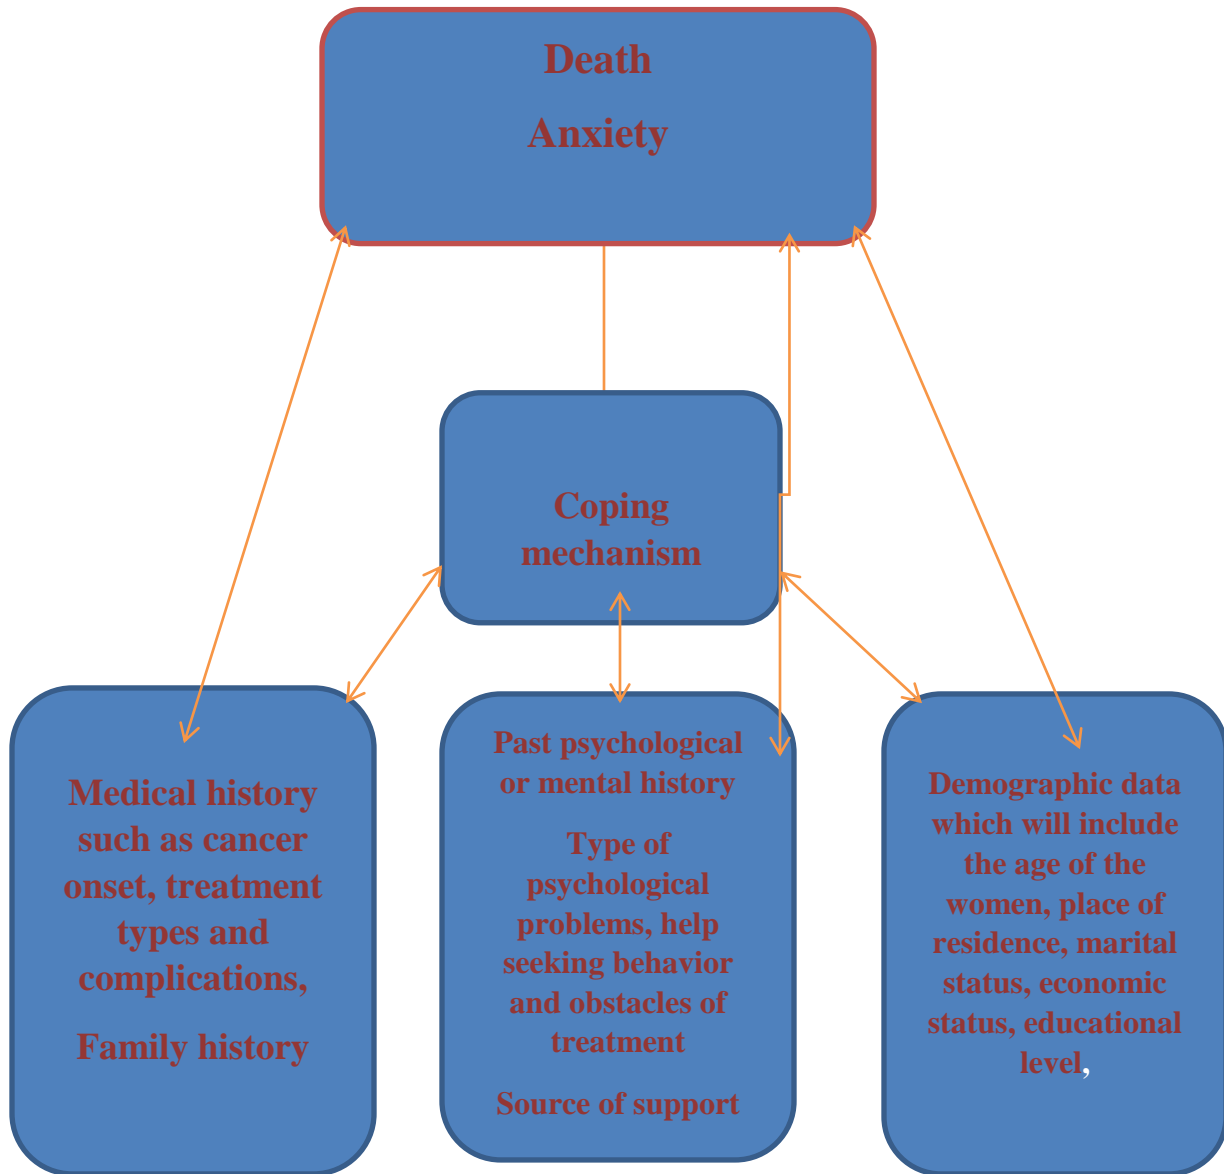 Death
Anxiety
Coping
mechanism
Medical history
such as cancer
onset, treatment
types and
complications,
Family history
Past psychological
or mental history
Type of
psychological
problems, help
seeking behavior
and obstacles of
treatment
Source of support
Demographic data
which will include
the age of the
women, place of
residence, marital
status, economic
status, educational
level,